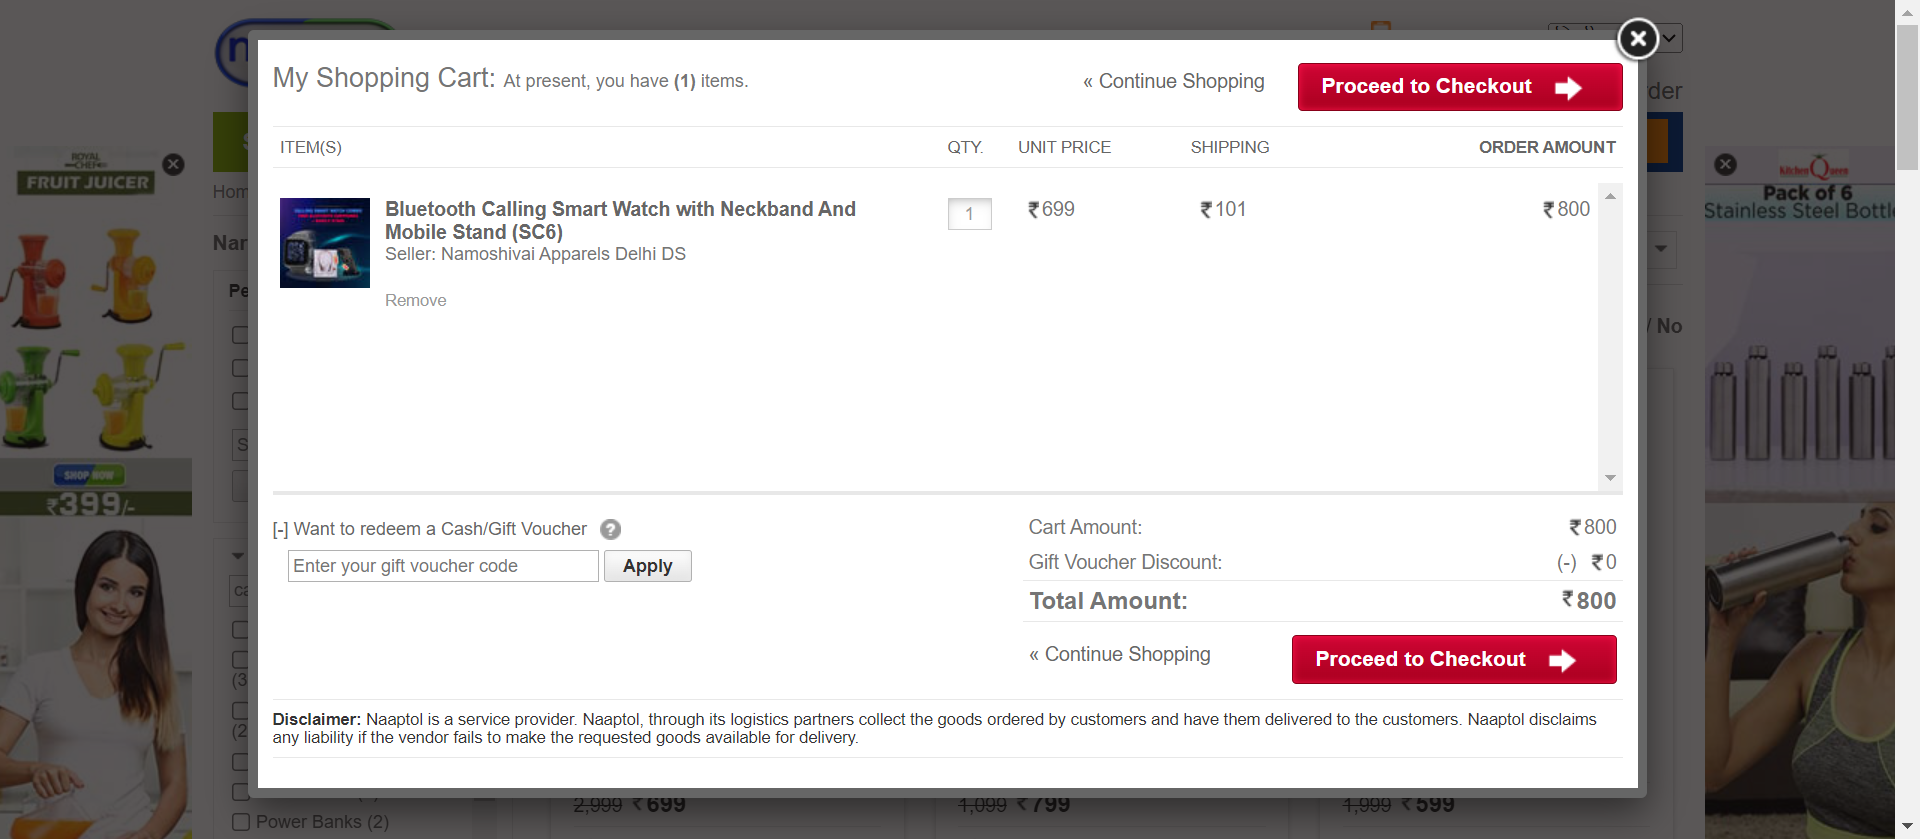 My Shopping Cart: At present, you have (1) items.
« Continue Shopping
Proceed to Checkout
ITEM(S) QTY. UNIT PRICE SHIPPING ORDER AMOUNT
Bluetooth Calling Smart Watch with Neckband And
Mobile Stand (SC6)
1 ₹699 ₹101 ₹800
Seller: Namoshivai Apparels Delhi DS
Remove
[-] Want to redeem a Cash/Gift Voucher ?
Enter your gift voucher code Apply
Cart Amount: ₹800
Gift Voucher Discount: (-) ₹0
Total Amount: ₹800
« Continue Shopping
Proceed to Checkout
Disclaimer: Naaptol is a service provider. Naaptol, through its logistics partners collect the goods ordered by customers and have them delivered to the customers. Naaptol disclaims
any liability if the vendor fails to make the requested goods available for delivery.
ROYAL
CHEF
FRUIT JUICER
SHOP NOW
₹399/-
Kitchen Queen
Pack of 6
Stainless Steel Bottl
/ No
2,999 ₹699
1,099 ₹799
1,999 ₹599
Power Banks (2)